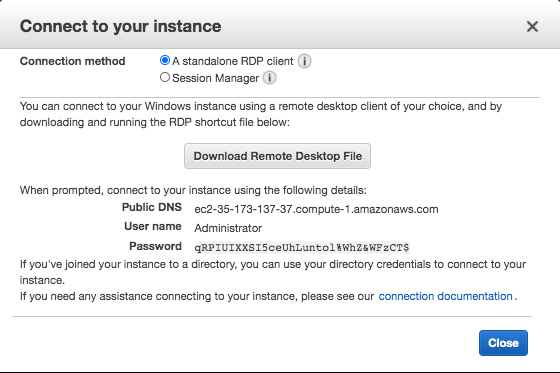 Connect to your instance
Connection method
A standalone RDP client
Session Manager
You can connect to your Windows instance using a remote desktop client of your choice, and by
downloading and running the RDP shortcut file below:
Download Remote Desktop File
When prompted, connect to your instance using the following details:
Public DNS ec2-35-173-137-37.compute-1.amazonaws.com
User name Administrator
Password qRPIUIXXSI5ceUhLuntol%WhZ&WFzCT$
If you've joined your instance to a directory, you can use your directory credentials to connect to your
instance.
If you need any assistance connecting to your instance, please see our connection documentation.
Close